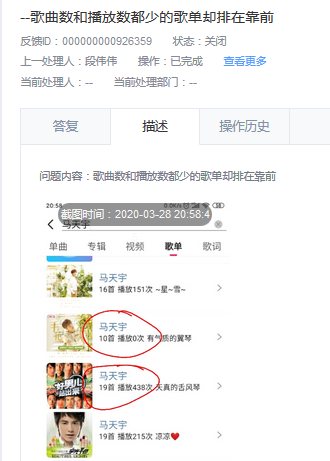 --歌曲数和播放数都少的歌单却排在靠前
反馈ID：000000000926359 状态：关闭
上一处理人：段伟伟 操作：已完成 查看更多
当前处理人：-- 当前处理部门：--
答复 描述 操作历史
问题内容：歌曲数和播放数都少的歌单却排在靠前
20:58 0.0K/s
截图时间：2020-03-28 20:58:4
马天宇
单曲 专辑 视频 歌单 歌词
马天宇
16首 播放151次 ~星~雪~
马天宇
10首 播放0次 有气质的翼琴
马天宇
19首 播放438次 天真的舌风琴
马天宇
19首 播放215次 凉凉❤️